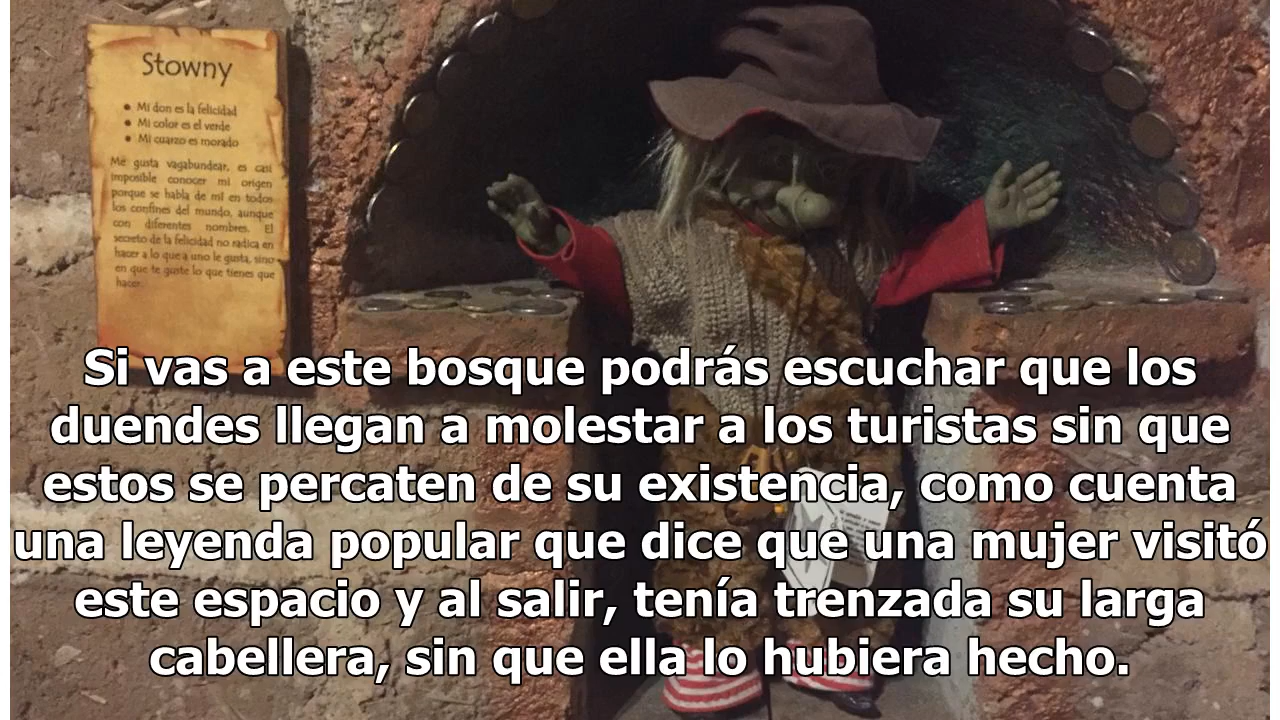 Stowny
Mi don es la felicidad
Mi color es el verde
Mi cuarzo es morado
Me gusta vagabundear, es casi
imposible conocer mi origen
porque se habla de mi en todos
los confines del mundo, aunque
con diferentes nombres. El
secreto de la felicidad no radica en
hacer a lo que a uno le gusta, sino
en que te guste lo que tienes que
hacer.
Si vas a este bosque podrás escuchar que los
duendes llegan a molestar a los turistas sin que
estos se percaten de su existencia, como cuenta
una leyenda popular que dice que una mujer visitó
este espacio y al salir, tenía trenzada su larga
cabellera, sin que ella lo hubiera hecho.